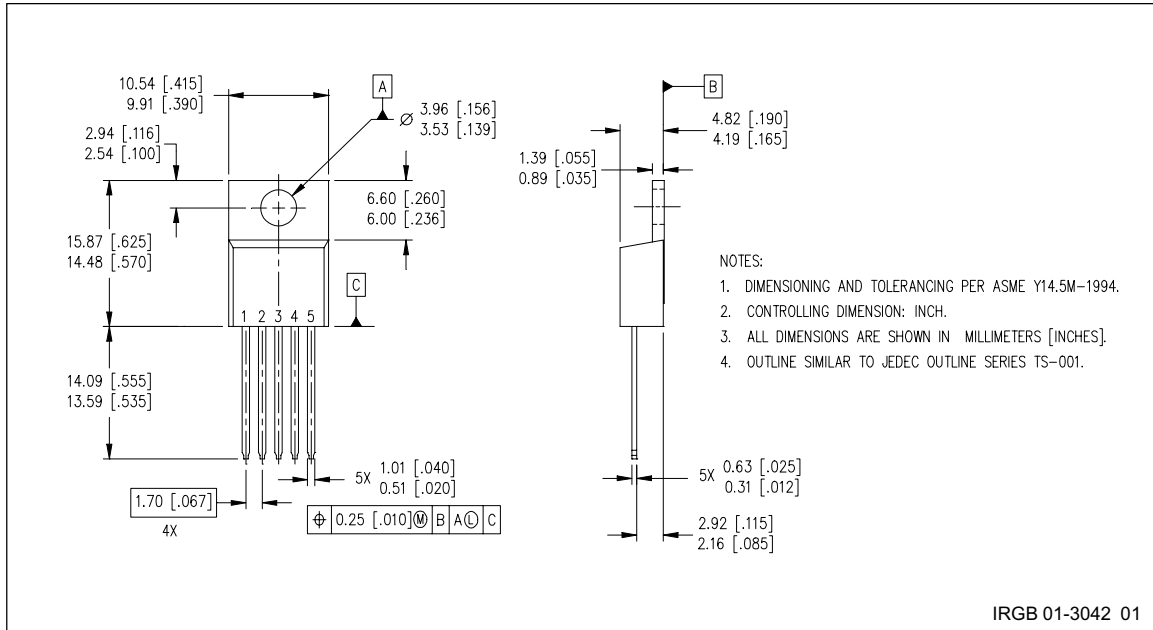 10.54 [.415]
9.91 [.390]
A
⌀ 3.96 [.156]
3.53 [.139]
2.94 [.116]
2.54 [.100]
6.60 [.260]
6.00 [.236]
15.87 [.625]
14.48 [.570]
C
1 2 3 4 5
14.09 [.555]
13.59 [.535]
5X 1.01 [.040]
0.51 [.020]
1.70 [.067]
4X
⌖ 0.25 [.010]Ⓜ B AⓁ C
B
4.82 [.190]
4.19 [.165]
1.39 [.055]
0.89 [.035]
NOTES:
1. DIMENSIONING AND TOLERANCING PER ASME Y14.5M-1994.
2. CONTROLLING DIMENSION: INCH.
3. ALL DIMENSIONS ARE SHOWN IN MILLIMETERS [INCHES].
4. OUTLINE SIMILAR TO JEDEC OUTLINE SERIES TS-001.
5X 0.63 [.025]
0.31 [.012]
2.92 [.115]
2.16 [.085]
IRGB 01-3042 01